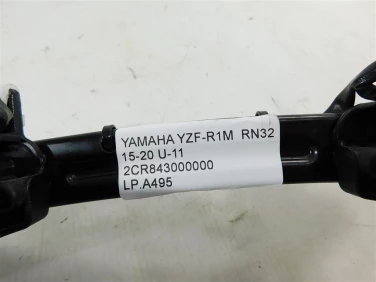 YAMAHA YZF-R1M RN32
15-20 U-11
2CR843000000
LP.A495